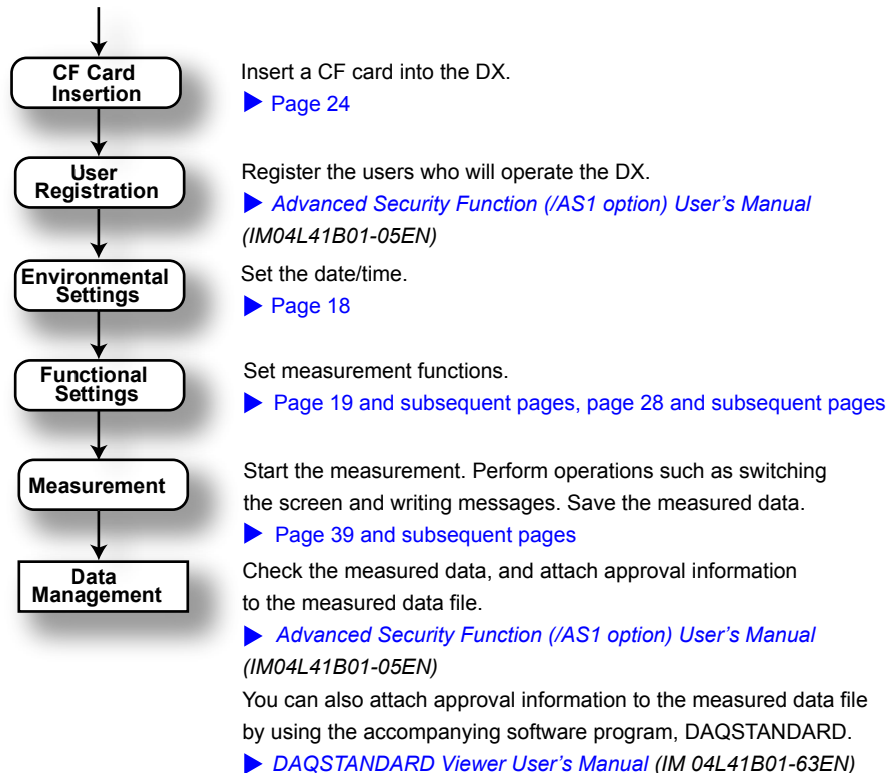 CF Card
Insertion
Insert a CF card into the DX.
▶ Page 24
User
Registration
Register the users who will operate the DX.
▶ Advanced Security Function (/AS1 option) User's Manual
(IM04L41B01-05EN)
Environmental
Settings
Set the date/time.
▶ Page 18
Functional
Settings
Set measurement functions.
▶ Page 19 and subsequent pages, page 28 and subsequent pages
Measurement
Start the measurement. Perform operations such as switching
the screen and writing messages. Save the measured data.
▶ Page 39 and subsequent pages
Data
Management
Check the measured data, and attach approval information
to the measured data file.
▶ Advanced Security Function (/AS1 option) User's Manual
(IM04L41B01-05EN)
You can also attach approval information to the measured data file
by using the accompanying software program, DAQSTANDARD.
▶ DAQSTANDARD Viewer User's Manual (IM 04L41B01-63EN)